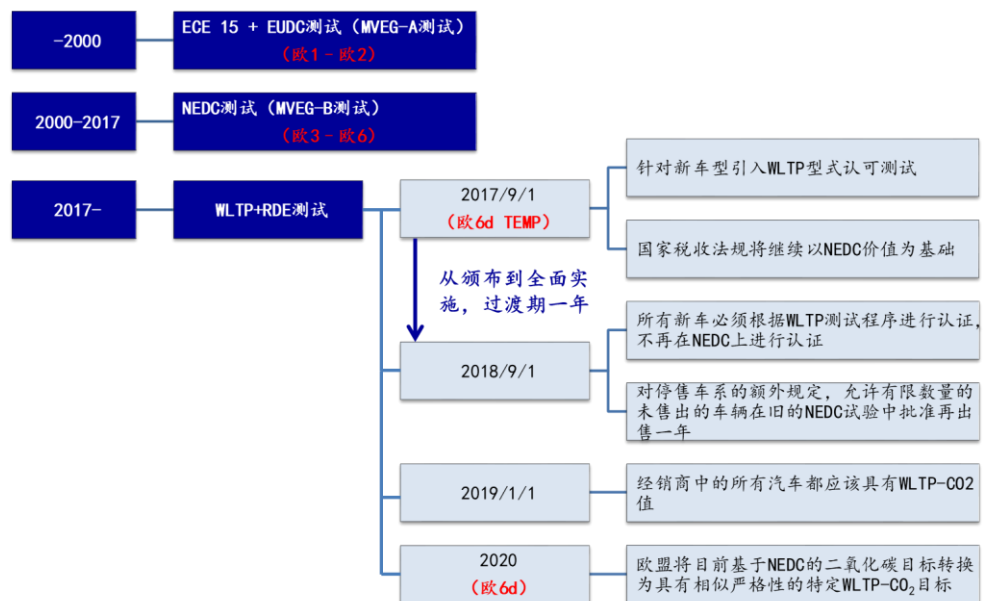 -2000
ECE 15 + EUDC测试（MVEG-A测试）
（欧1–欧2）
2000-2017
NEDC测试（MVEG-B测试）
（欧3–欧6）
2017-
WLTP+RDE测试
2017/9/1
（欧6d TEMP）
针对新车型引入WLTP型式认可测试
国家税收法规将继续以NEDC价值为基础
从颁布到全面实
施，过渡期一年
2018/9/1
所有新车必须根据WLTP测试程序进行认证，
不再在NEDC上进行认证
对停售车系的额外规定，允许有限数量的
未售出的车辆在旧的NEDC试验中批准再出
售一年
2019/1/1
经销商中的所有汽车都应该具有WLTP-CO2
值
2020
（欧6d）
欧盟将目前基于NEDC的二氧化碳目标转换
为具有相似严格性的特定WLTP-CO₂目标